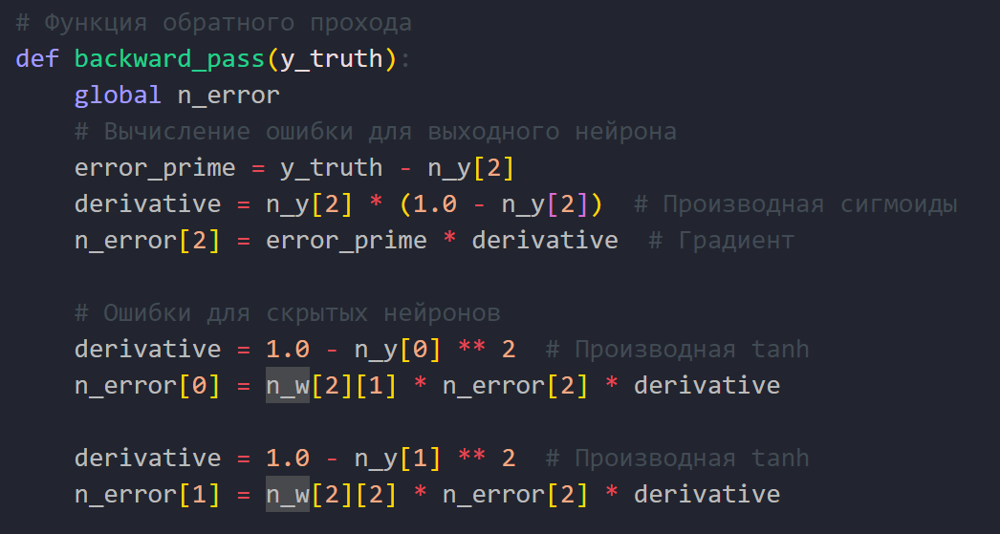 # Функция обратного прохода
def backward_pass(y_truth):
    global n_error
    # Вычисление ошибки для выходного нейрона
    error_prime = y_truth - n_y[2]
    derivative = n_y[2] * (1.0 - n_y[2])  # Производная сигмоиды
    n_error[2] = error_prime * derivative  # Градиент

    # Ошибки для скрытых нейронов
    derivative = 1.0 - n_y[0] ** 2  # Производная tanh
    n_error[0] = n_w[2][1] * n_error[2] * derivative

    derivative = 1.0 - n_y[1] ** 2  # Производная tanh
    n_error[1] = n_w[2][2] * n_error[2] * derivative